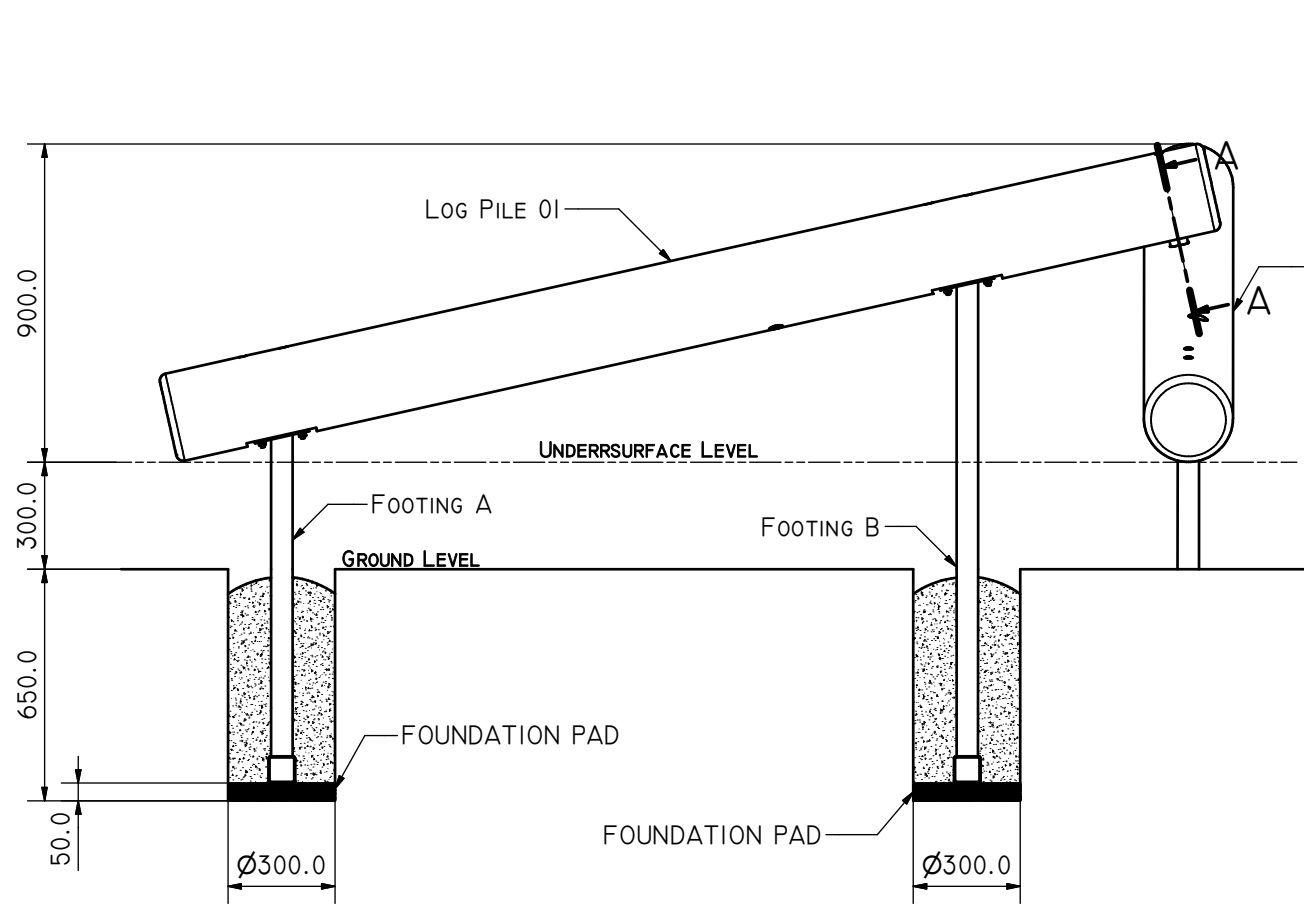 A
LOG PILE 01
900.0
A
UNDERRSURFACE LEVEL
300.0
FOOTING A
FOOTING B
GROUND LEVEL
650.0
FOUNDATION PAD
50.0
FOUNDATION PAD
Ø300.0
Ø300.0